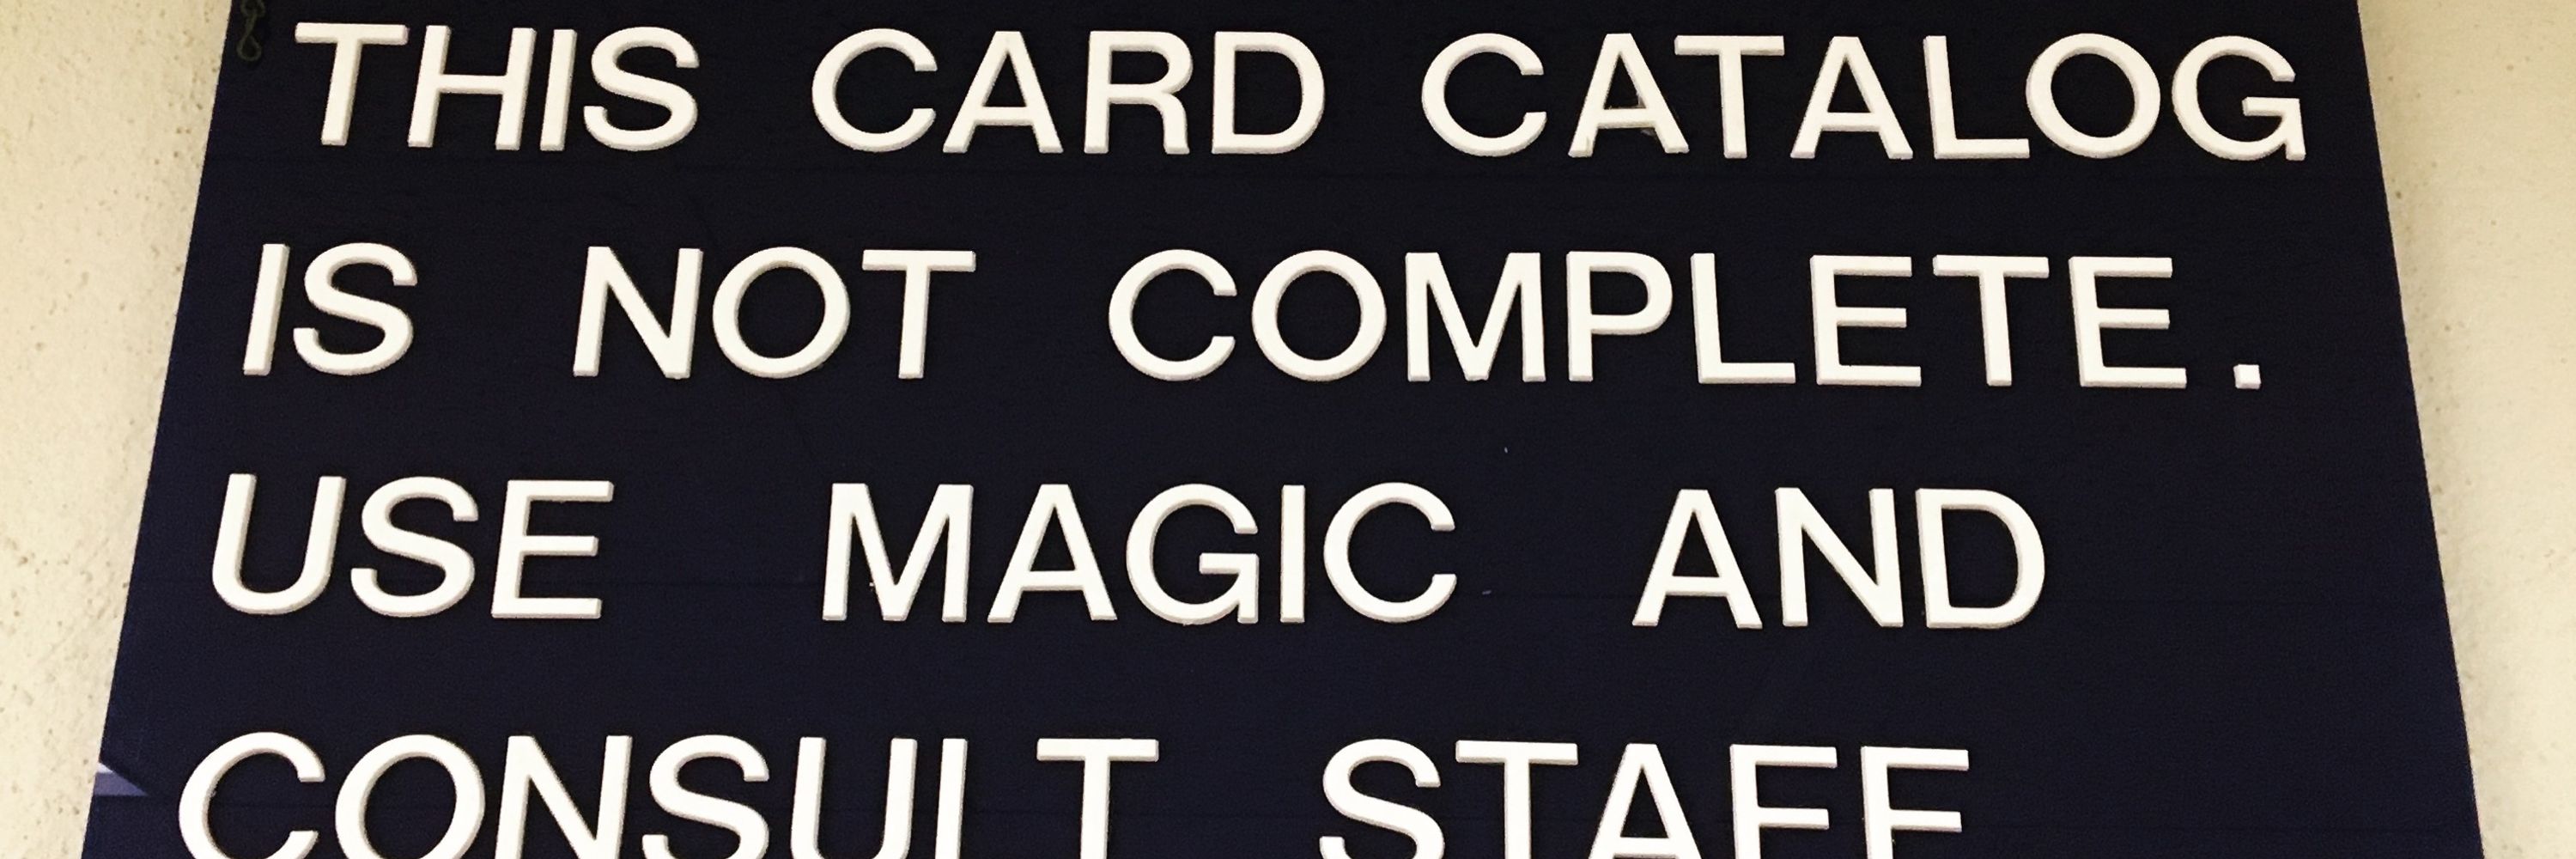 THIS CARD CATALOG
IS NOT COMPLETE.
USE MAGIC AND
CONSULT STAFF